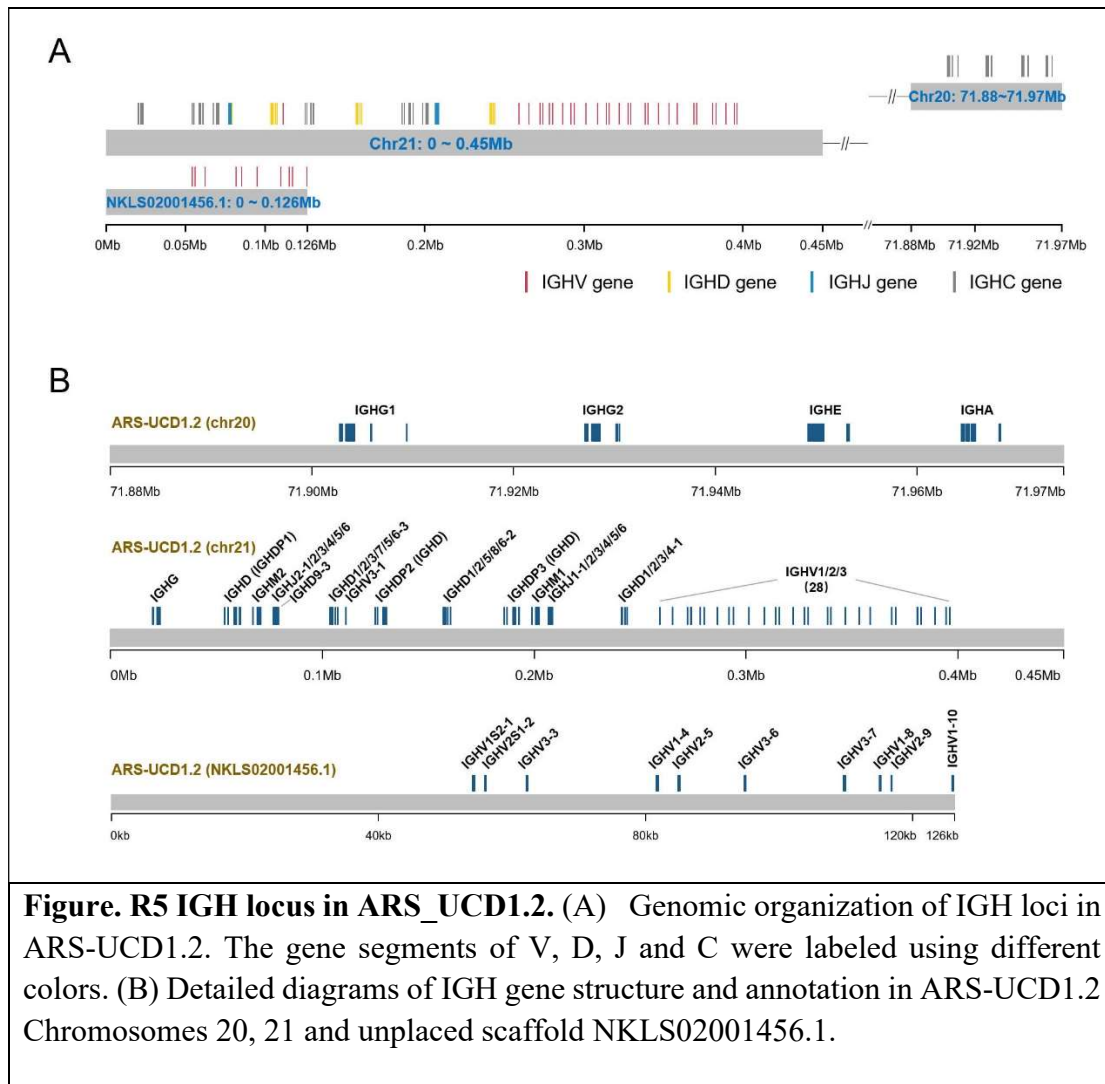 A
Chr20: 71.88~71.97Mb
Chr21: 0 ~ 0.45Mb
NKLS02001456.1: 0 ~ 0.126Mb
0Mb 0.05Mb 0.1Mb 0.126Mb 0.2Mb 0.3Mb 0.4Mb 0.45Mb 71.88Mb 71.92Mb 71.97Mb
IGHV gene IGHD gene IGHJ gene IGHC gene
B
ARS-UCD1.2 (chr20)
IGHG1 IGHG2 IGHE IGHA
71.88Mb 71.90Mb 71.92Mb 71.94Mb 71.96Mb 71.97Mb
ARS-UCD1.2 (chr21)
IGHG
IGHD (IGHDP1)
IGHM2
IGHJ2-1/2/3/4/5/6
IGHD9-3
IGHD1/2/3/7/5/6-3
IGHV3-1
IGHDP2 (IGHD)
IGHD1/2/5/8/6-2
IGHDP3 (IGHD)
IGHM1
IGHJ1-1/2/3/4/5/6
IGHD1/2/3/4-1
IGHV1/2/3
(28)
0Mb 0.1Mb 0.2Mb 0.3Mb 0.4Mb 0.45Mb
ARS-UCD1.2 (NKLS02001456.1)
IGHV1S2-1
IGHV2S1-2
IGHV3-3
IGHV1-4
IGHV2-5
IGHV3-6
IGHV3-7
IGHV1-8
IGHV2-9
IGHV1-10
0kb 40kb 80kb 120kb 126kb
Figure. R5 IGH locus in ARS_UCD1.2. (A) Genomic organization of IGH loci in
ARS-UCD1.2. The gene segments of V, D, J and C were labeled using different
colors. (B) Detailed diagrams of IGH gene structure and annotation in ARS-UCD1.2
Chromosomes 20, 21 and unplaced scaffold NKLS02001456.1.